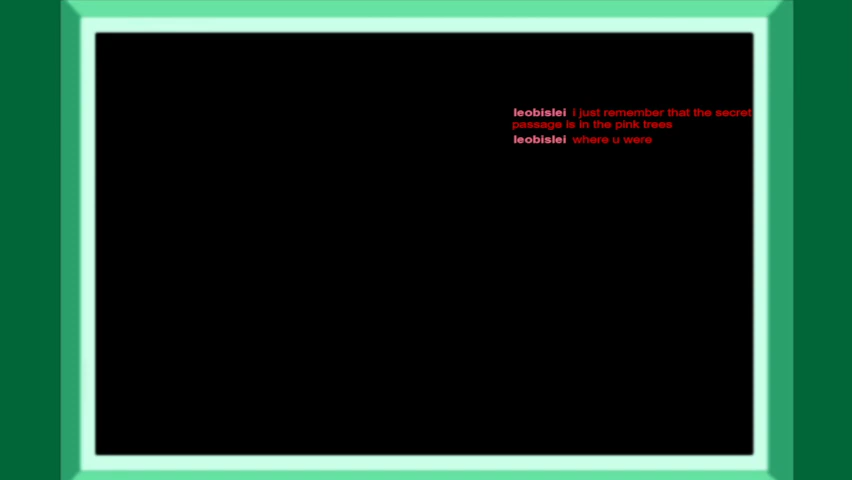 leobislei i just remember that the secret
passage is in the pink trees
leobislei where u were